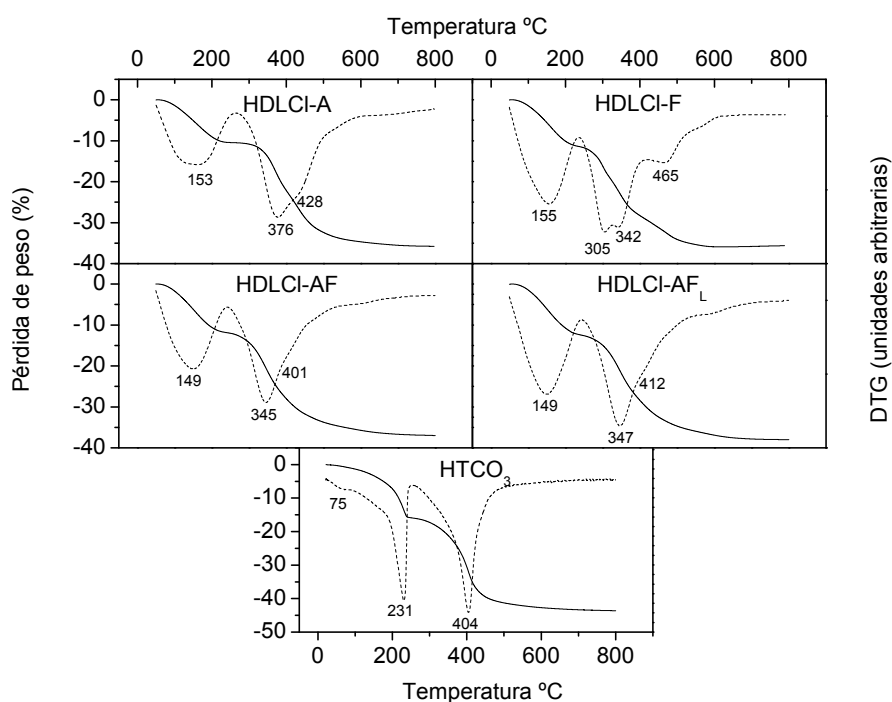 Temperatura ºC
0 200 400 600 800 0 200 400 600 800
Pérdida de peso (%)
DTG (unidades arbitrarias)
0
-10
-20
-30
-40
HDLCl-A
153
376
428
HDLCl-F
155
305
342
465
0
-10
-20
-30
-40
HDLCl-AF
149
345
401
HDLCl-AF_L
149
347
412
0
-10
-20
-30
-40
-50
HTCO₃
75
231
404
0 200 400 600 800
Temperatura ºC